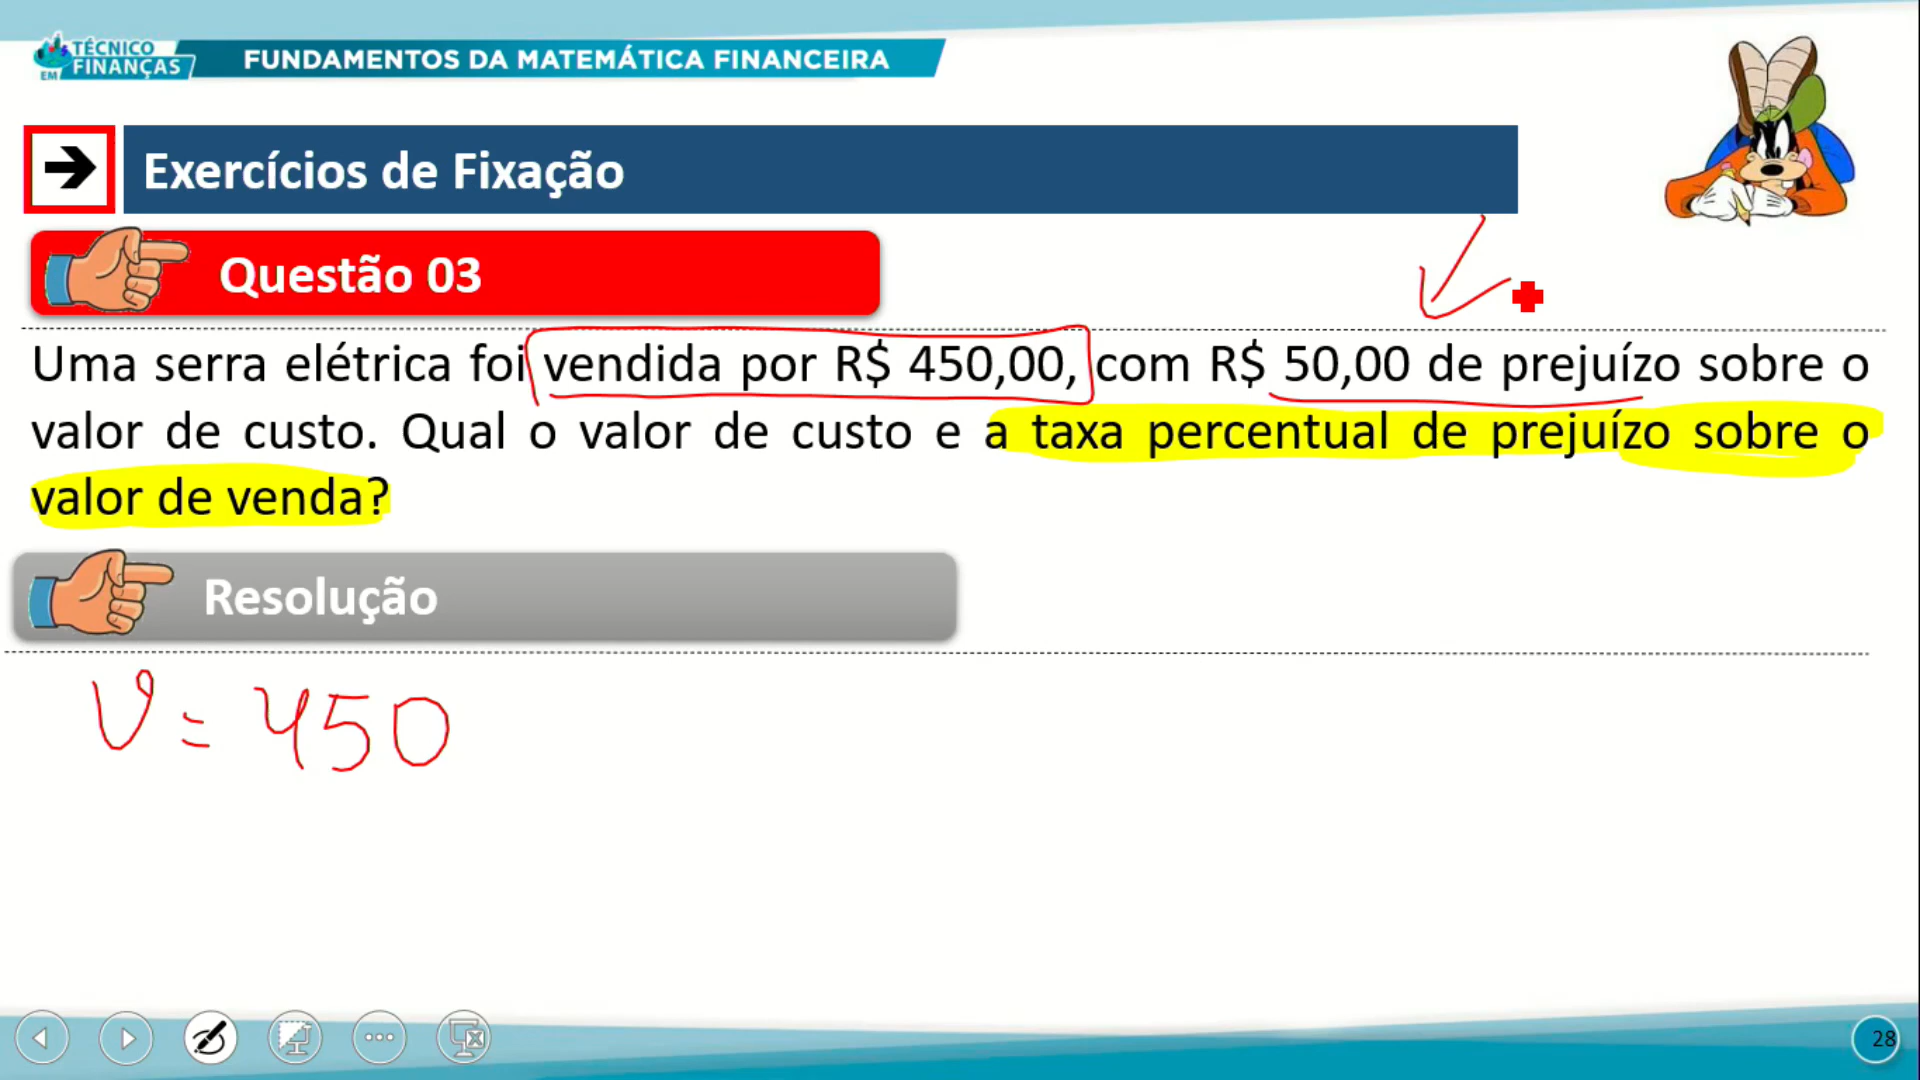 TÉCNICO
EM FINANÇAS
FUNDAMENTOS DA MATEMÁTICA FINANCEIRA
Exercícios de Fixação
Questão 03
Uma serra elétrica foi vendida por R$ 450,00, com R$ 50,00 de prejuízo sobre o
valor de custo. Qual o valor de custo e a taxa percentual de prejuízo sobre o
valor de venda?
Resolução
V = 450
28